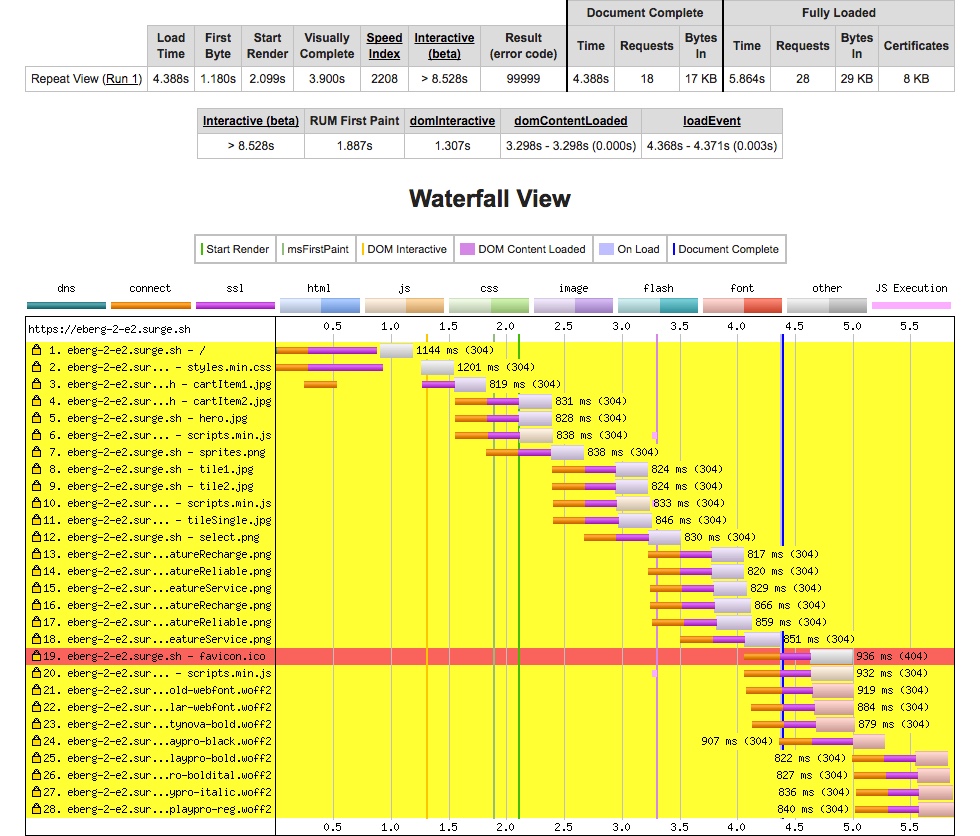 Document Complete Fully Loaded
Load Time First Byte Start Render Visually Complete Speed Index Interactive (beta) Result (error code) Time Requests Bytes In Time Requests Bytes In Certificates
Repeat View (Run 1) 4.388s 1.180s 2.099s 3.900s 2208 > 8.528s 99999 4.388s 18 17 KB 5.864s 28 29 KB 8 KB
Interactive (beta) RUM First Paint domInteractive domContentLoaded loadEvent
> 8.528s 1.887s 1.307s 3.298s - 3.298s (0.000s) 4.368s - 4.371s (0.003s)
Waterfall View
Start Render msFirstPaint DOM Interactive DOM Content Loaded On Load Document Complete
dns connect ssl html js css image flash font other JS Execution
https://eberg-2-e2.surge.sh 0.5 1.0 1.5 2.0 2.5 3.0 3.5 4.0 4.5 5.0 5.5
1. eberg-2-e2.surge.sh - / 1144 ms (304)
2. eberg-2-e2.sur... - styles.min.css 1201 ms (304)
3. eberg-2-e2.sur...h - cartItem1.jpg 819 ms (304)
4. eberg-2-e2.sur...h - cartItem2.jpg 831 ms (304)
5. eberg-2-e2.surge.sh - hero.jpg 828 ms (304)
6. eberg-2-e2.sur... - scripts.min.js 838 ms (304)
7. eberg-2-e2.surge.sh - sprites.png 838 ms (304)
8. eberg-2-e2.surge.sh - tile1.jpg 824 ms (304)
9. eberg-2-e2.surge.sh - tile2.jpg 824 ms (304)
10. eberg-2-e2.sur... - scripts.min.js 833 ms (304)
11. eberg-2-e2.sur... - tileSingle.jpg 846 ms (304)
12. eberg-2-e2.surge.sh - select.png 830 ms (304)
13. eberg-2-e2.sur...atureRecharge.png 817 ms (304)
14. eberg-2-e2.sur...atureReliable.png 820 ms (304)
15. eberg-2-e2.sur...eatureService.png 829 ms (304)
16. eberg-2-e2.sur...atureRecharge.png 866 ms (304)
17. eberg-2-e2.sur...atureReliable.png 859 ms (304)
18. eberg-2-e2.sur...eatureService.png 851 ms (304)
19. eberg-2-e2.surge.sh - favicon.ico 936 ms (404)
20. eberg-2-e2.sur... - scripts.min.js 932 ms (304)
21. eberg-2-e2.sur...old-webfont.woff2 919 ms (304)
22. eberg-2-e2.sur...lar-webfont.woff2 884 ms (304)
23. eberg-2-e2.sur...tynova-bold.woff2 879 ms (304)
24. eberg-2-e2.sur...aypro-black.woff2 907 ms (304)
25. eberg-2-e2.sur...laypro-bold.woff2 822 ms (304)
26. eberg-2-e2.sur...ro-boldital.woff2 827 ms (304)
27. eberg-2-e2.sur...ypro-italic.woff2 836 ms (304)
28. eberg-2-e2.sur...playpro-reg.woff2 840 ms (304)
0.5 1.0 1.5 2.0 2.5 3.0 3.5 4.0 4.5 5.0 5.5